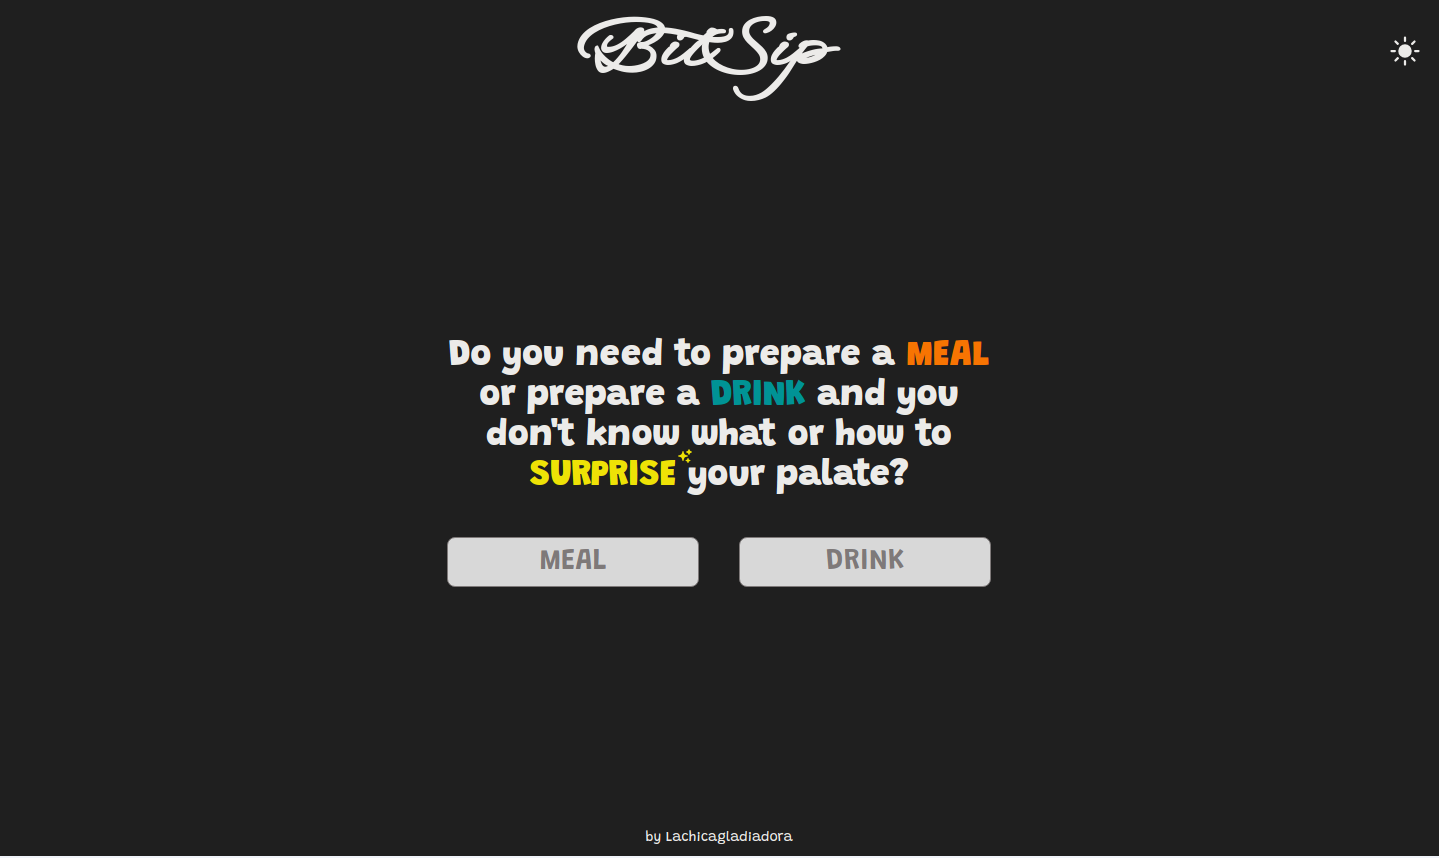 BitSip
Do you need to prepare a MEAL
or prepare a DRINK and you
don't know what or how to
SURPRISE your palate?
MEAL
DRINK
by Lachicagladiadora